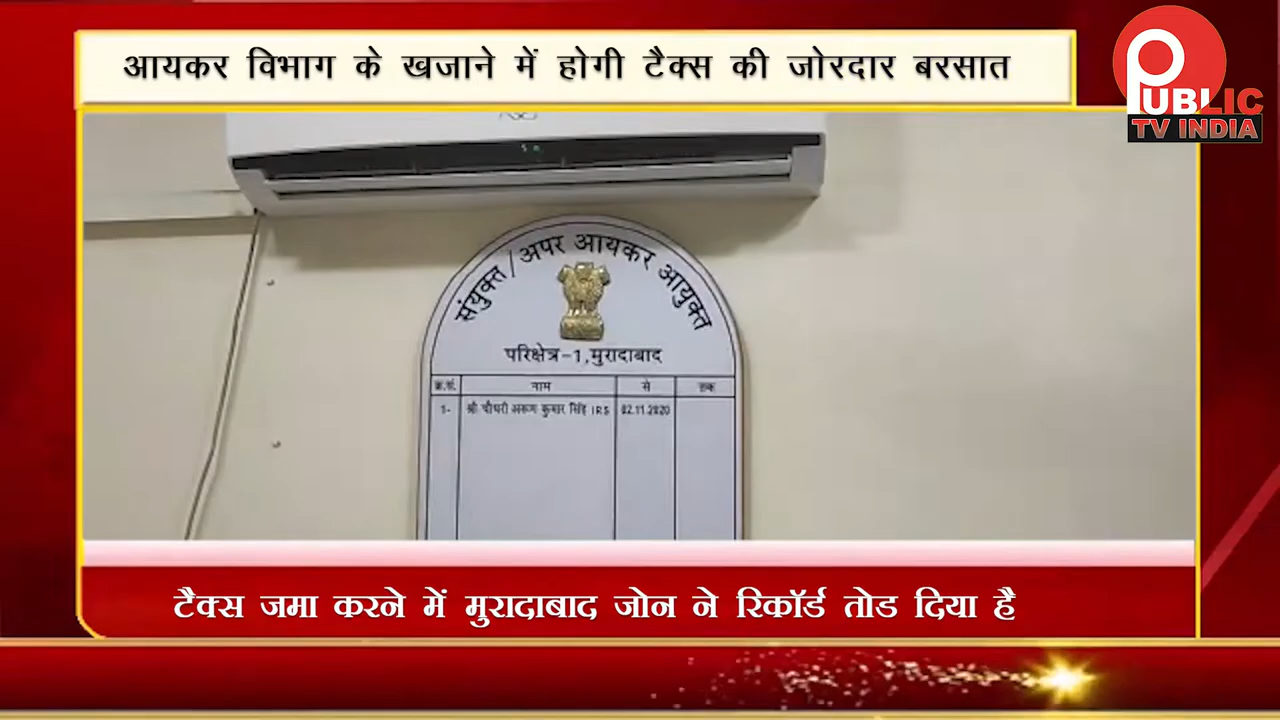 आयकर विभाग के खजाने में होगी टैक्स की जोरदार बरसात
PUBLIC
TV INDIA
संयुक्त/अपर आयकर आयुक्त
परिक्षेत्र-1,मुरादाबाद
क्र.सं. नाम से तक
1- श्री चौधरी अरुण कुमार सिंह IRS 02.11.2020
टैक्स जमा करने में मुरादाबाद जोन ने रिकॉर्ड तोड दिया है